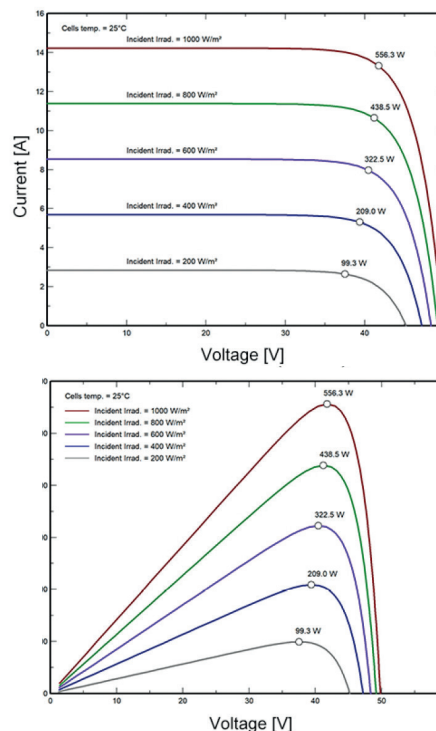 16
Cells temp. = 25°C
Incident Irrad. = 1000 W/m²
14
556.3 W
12
Incident Irrad. = 800 W/m²
438.5 W
10
Incident Irrad. = 600 W/m²
322.5 W
8
Current [A]
6
Incident Irrad. = 400 W/m²
209.0 W
4
Incident Irrad. = 200 W/m²
99.3 W
2
0
0 10 20 30 40
Voltage [V]
Cells temp. = 25°C
Incident Irrad. = 1000 W/m²
Incident Irrad. = 800 W/m²
Incident Irrad. = 600 W/m²
Incident Irrad. = 400 W/m²
Incident Irrad. = 200 W/m²
556.3 W
438.5 W
322.5 W
209.0 W
99.3 W
0 10 20 30 40 50
Voltage [V]